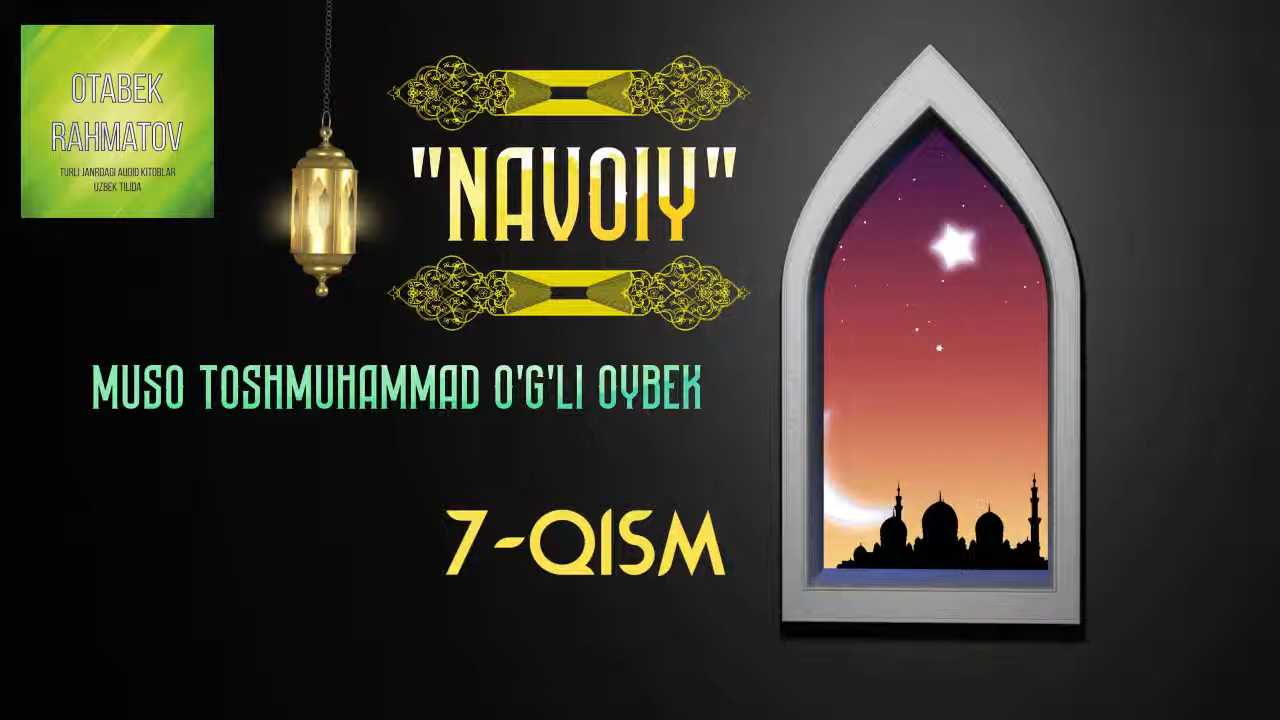 OTABEK
RAHMATOV
TURLI JANRDAGI AUDIO KITOBLAR
UZBEK TILIDA
"NAVOIY"
MUSO TOSHMUHAMMAD O'G'LI OYBEK
7-QISM